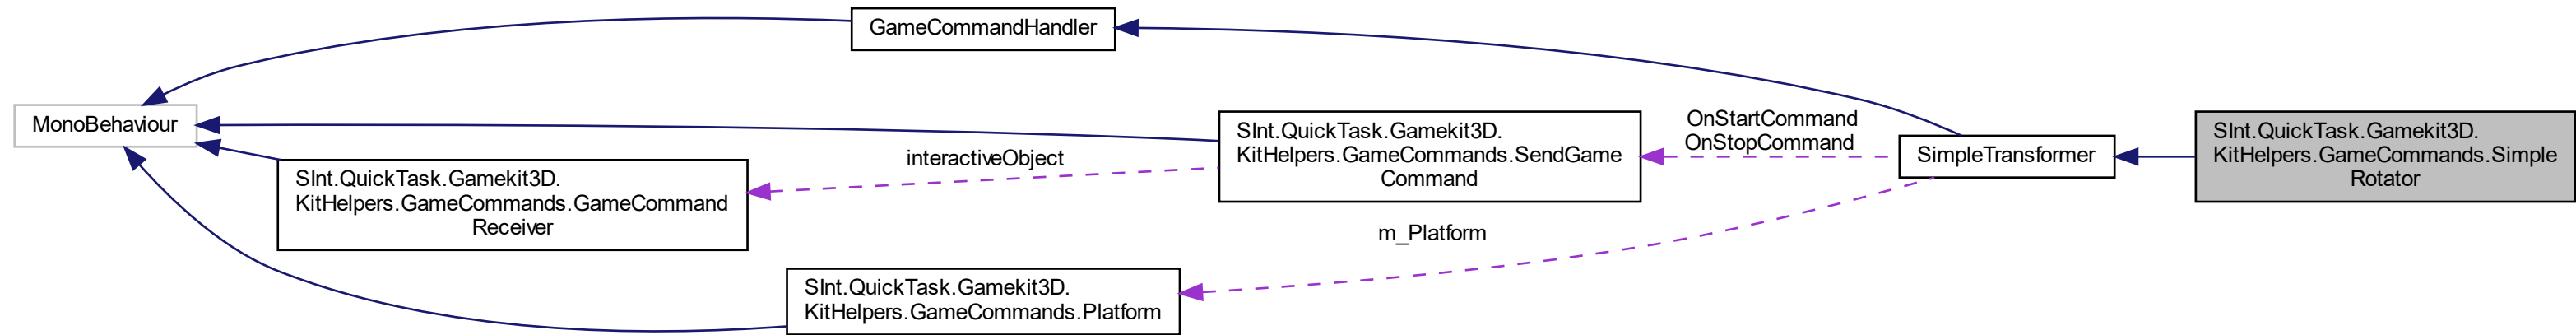 GameCommandHandler
MonoBehaviour
SInt.QuickTask.Gamekit3D.
KitHelpers.GameCommands.GameCommand
Receiver
interactiveObject
SInt.QuickTask.Gamekit3D.
KitHelpers.GameCommands.SendGame
Command
OnStartCommand
OnStopCommand
SimpleTransformer
SInt.QuickTask.Gamekit3D.
KitHelpers.GameCommands.Simple
Rotator
m_Platform
SInt.QuickTask.Gamekit3D.
KitHelpers.GameCommands.Platform